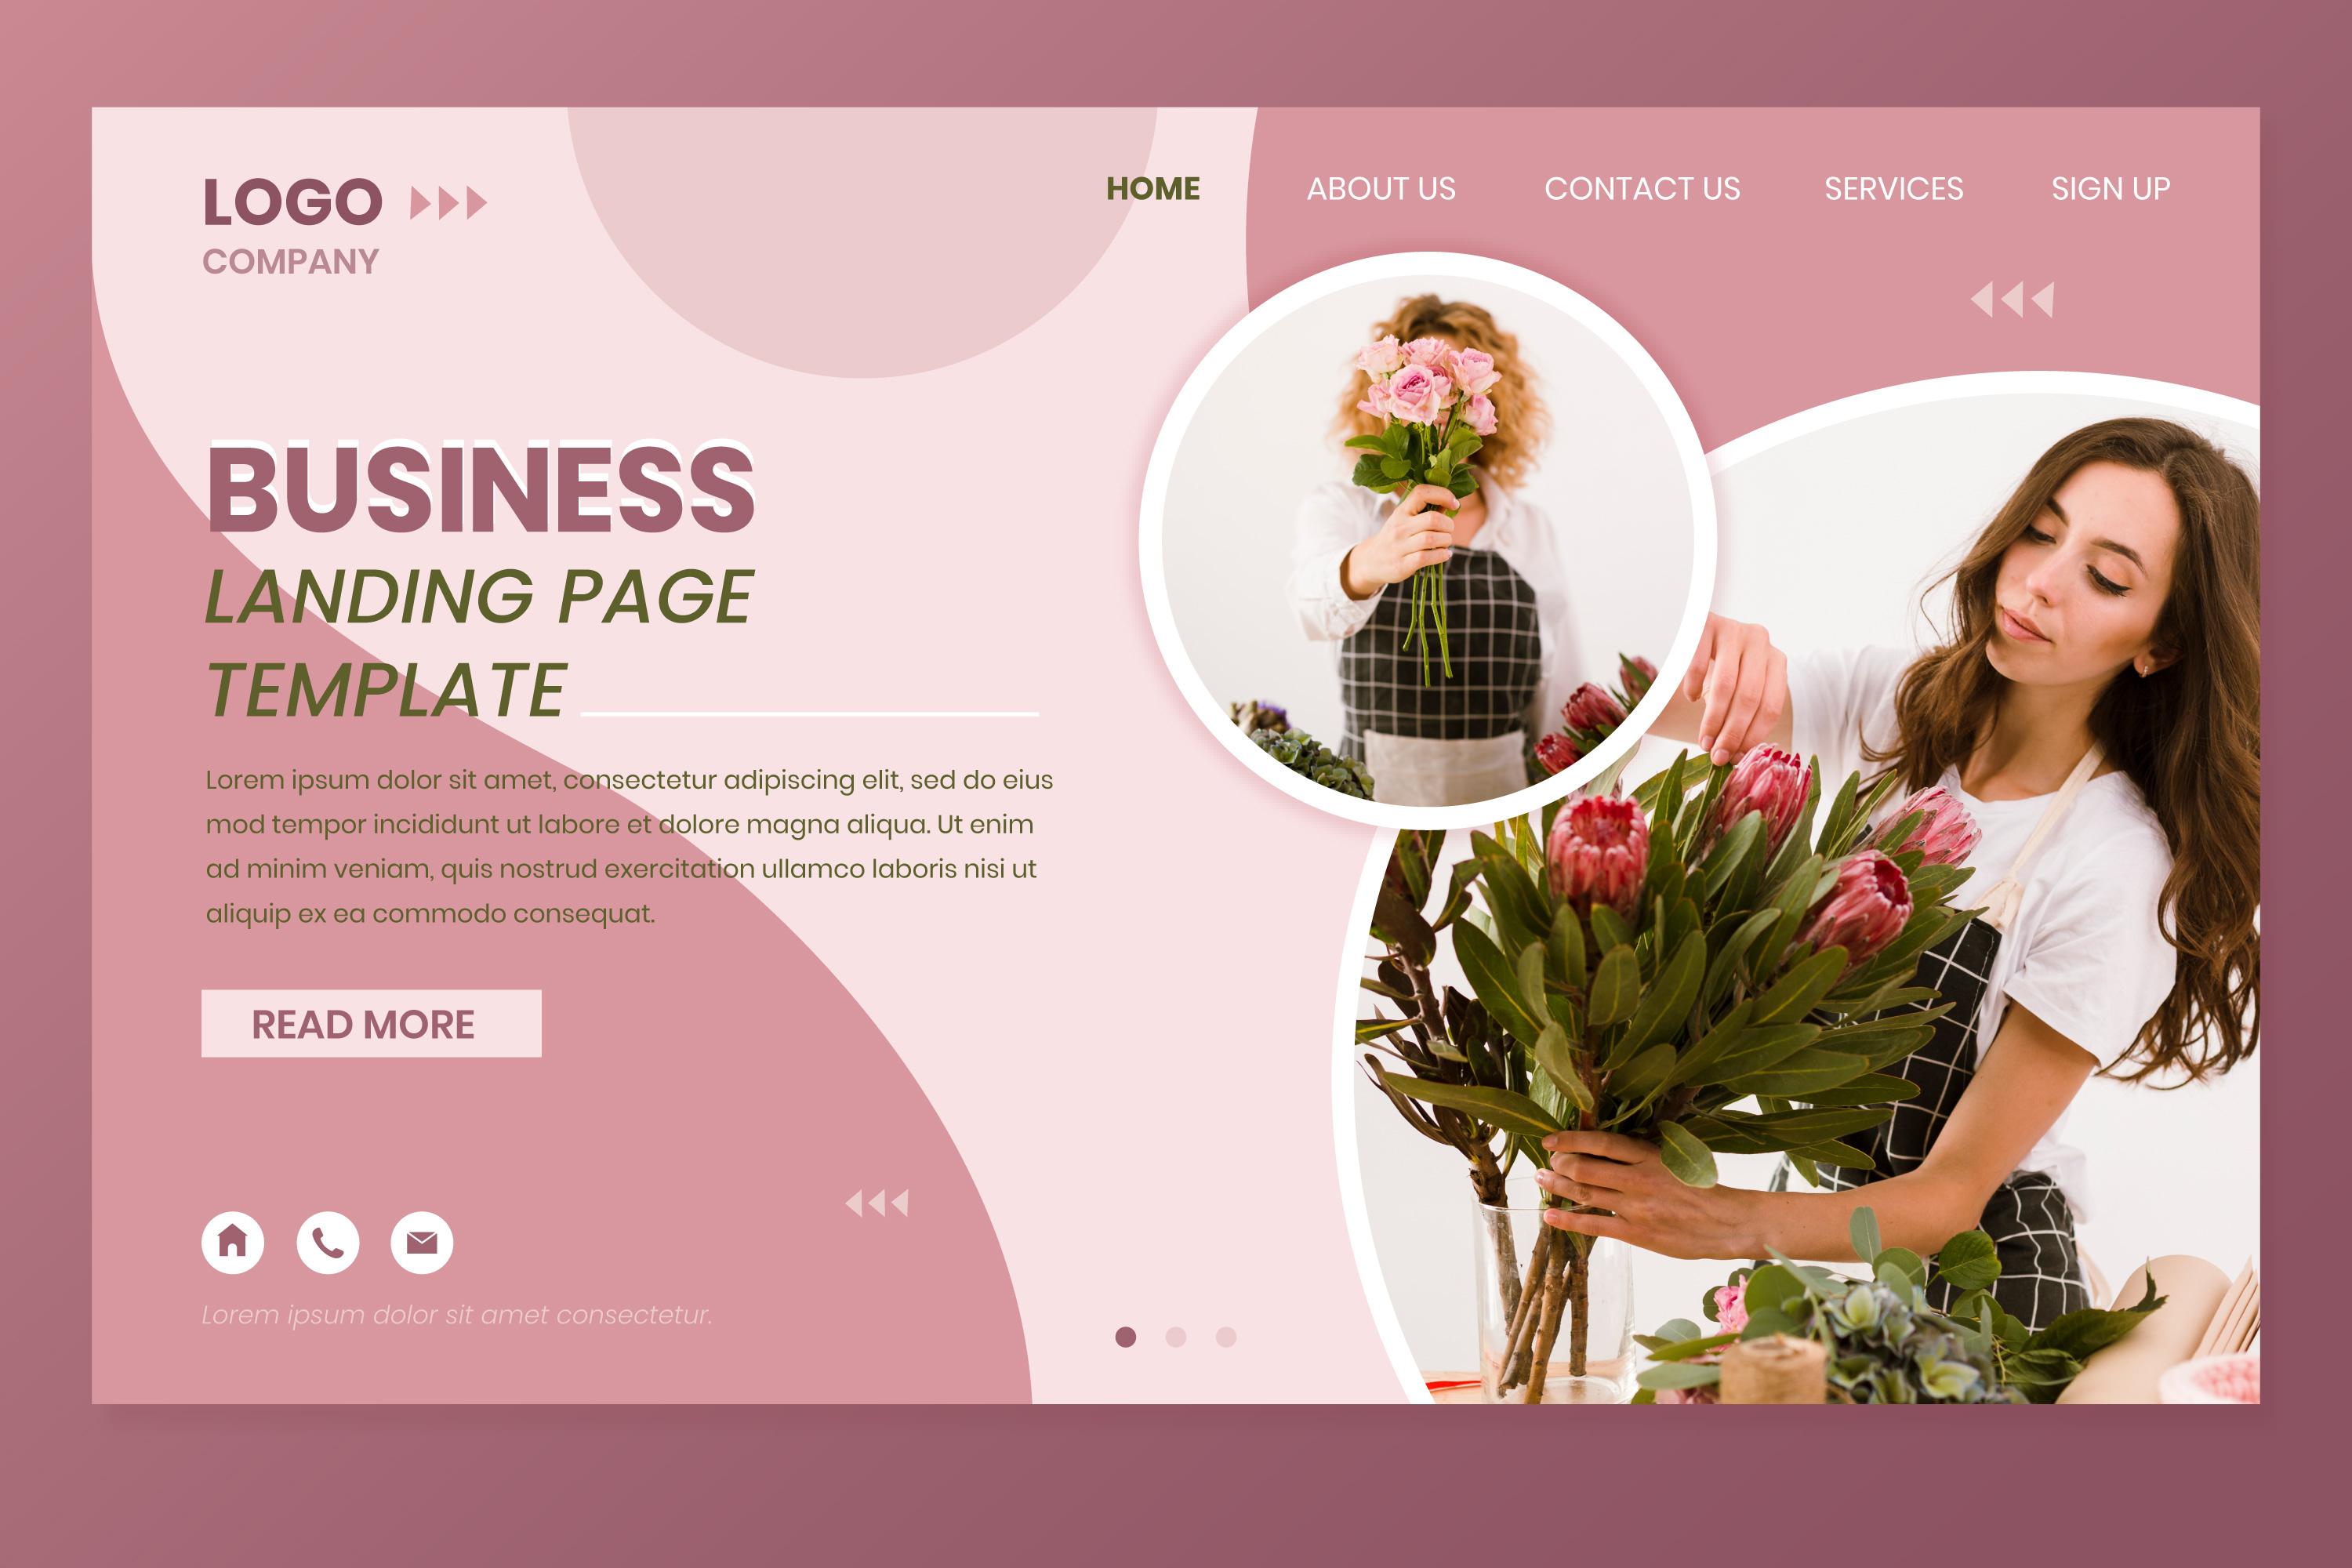 LOGO
COMPANY
HOME ABOUT US CONTACT US SERVICES SIGN UP
BUSINESS
LANDING PAGE
TEMPLATE
Lorem ipsum dolor sit amet, consectetur adipiscing elit, sed do eius
mod tempor incididunt ut labore et dolore magna aliqua. Ut enim
ad minim veniam, quis nostrud exercitation ullamco laboris nisi ut
aliquip ex ea commodo consequat.
READ MORE
Lorem ipsum dolor sit amet consectetur.